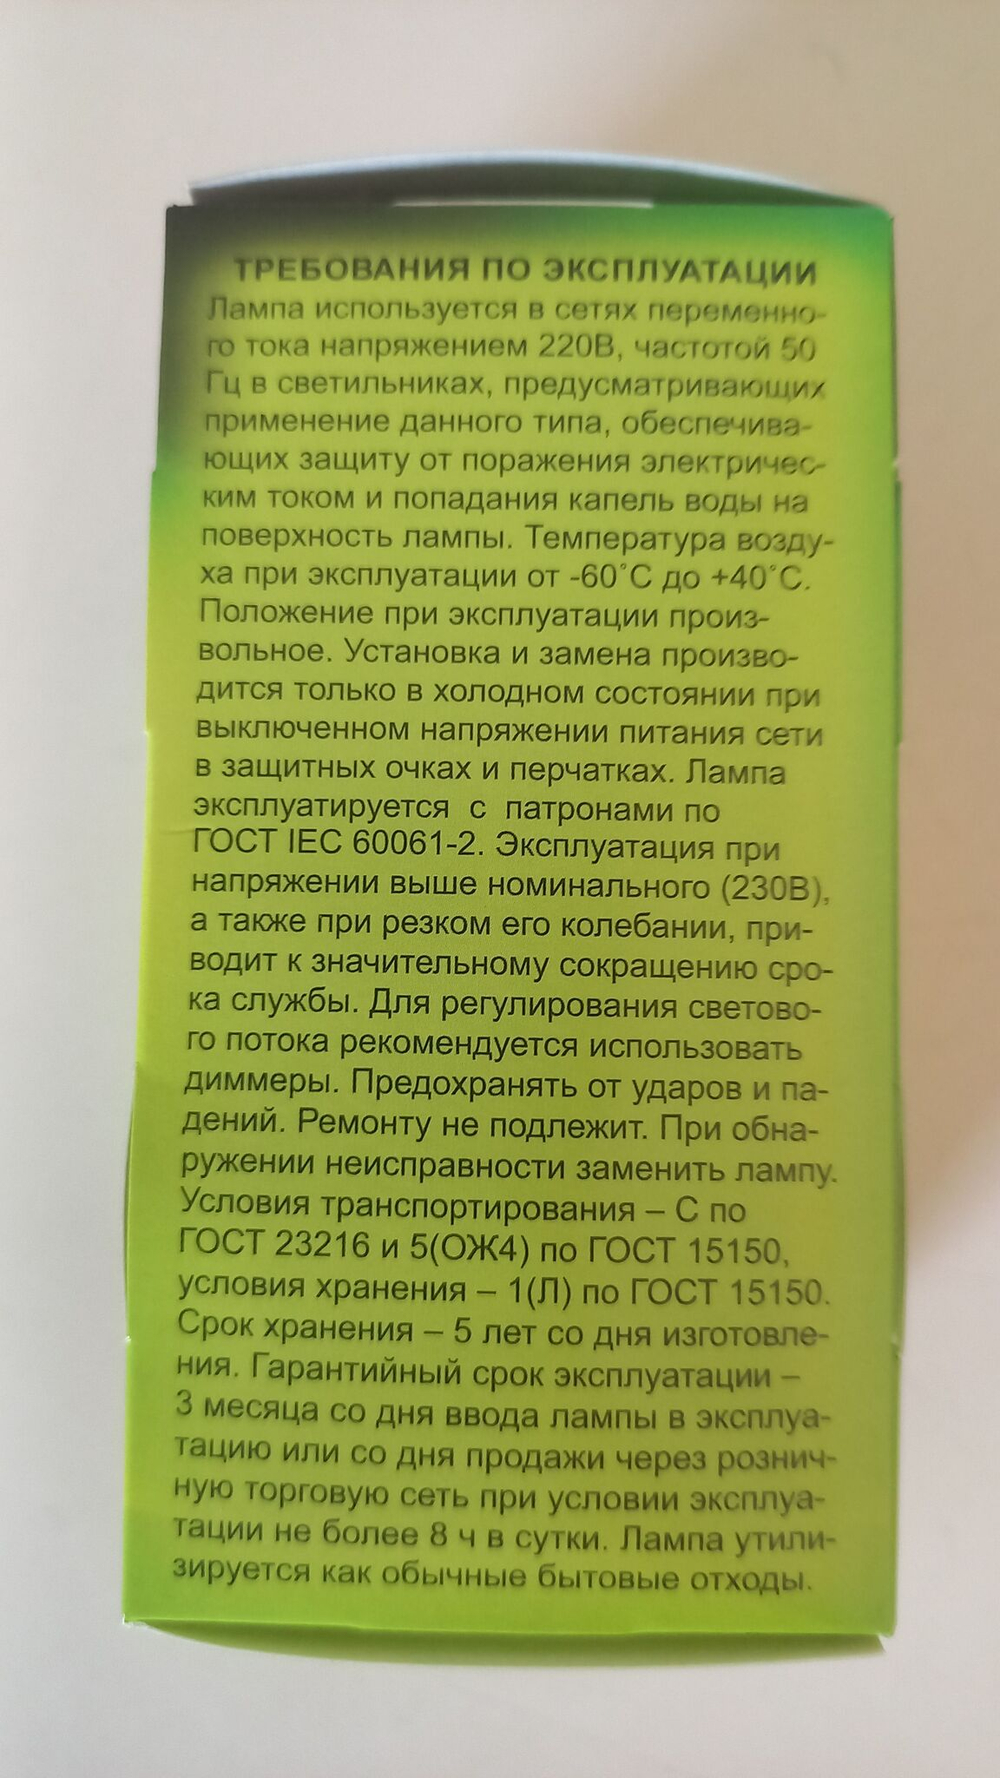 ТРЕБОВАНИЯ ПО ЭКСПЛУАТАЦИИ
Лампа используется в сетях переменно-
го тока напряжением 220В, частотой 50
Гц в светильниках, предусматривающих
применение данного типа, обеспечива-
ющих защиту от поражения электричес-
ким током и попадания капель воды на
поверхность лампы. Температура возду-
ха при эксплуатации от -60˚С до +40˚С.
Положение при эксплуатации произ-
вольное. Установка и замена произво-
дится только в холодном состоянии при
выключенном напряжении питания сети
в защитных очках и перчатках. Лампа
эксплуатируется с патронами по
ГОСТ IEC 60061-2. Эксплуатация при
напряжении выше номинального (230В),
а также при резком его колебании, при-
водит к значительному сокращению сро-
ка службы. Для регулирования светово-
го потока рекомендуется использовать
диммеры. Предохранять от ударов и па-
дений. Ремонту не подлежит. При обна-
ружении неисправности заменить лампу.
Условия транспортирования – С по
ГОСТ 23216 и 5(ОЖ4) по ГОСТ 15150,
условия хранения – 1(Л) по ГОСТ 15150.
Срок хранения – 5 лет со дня изготовле-
ния. Гарантийный срок эксплуатации –
3 месяца со дня ввода лампы в эксплуа-
тацию или со дня продажи через рознич-
ную торговую сеть при условии эксплуа-
тации не более 8 ч в сутки. Лампа утили-
зируется как обычные бытовые отходы.